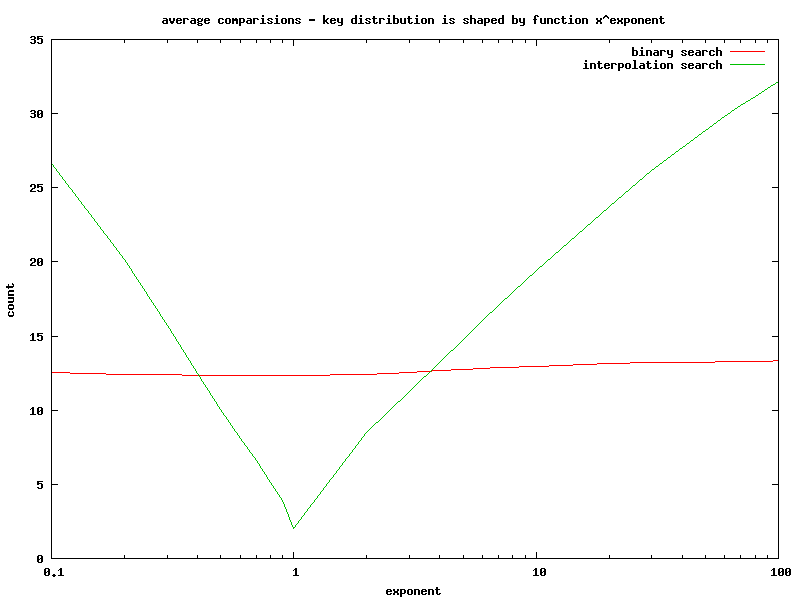 average comparisions - key distribution is shaped by function x^exponent
35
binary search
interpolation search
30
25
20
count
15
10
5
0
0.1
1
10
100
exponent